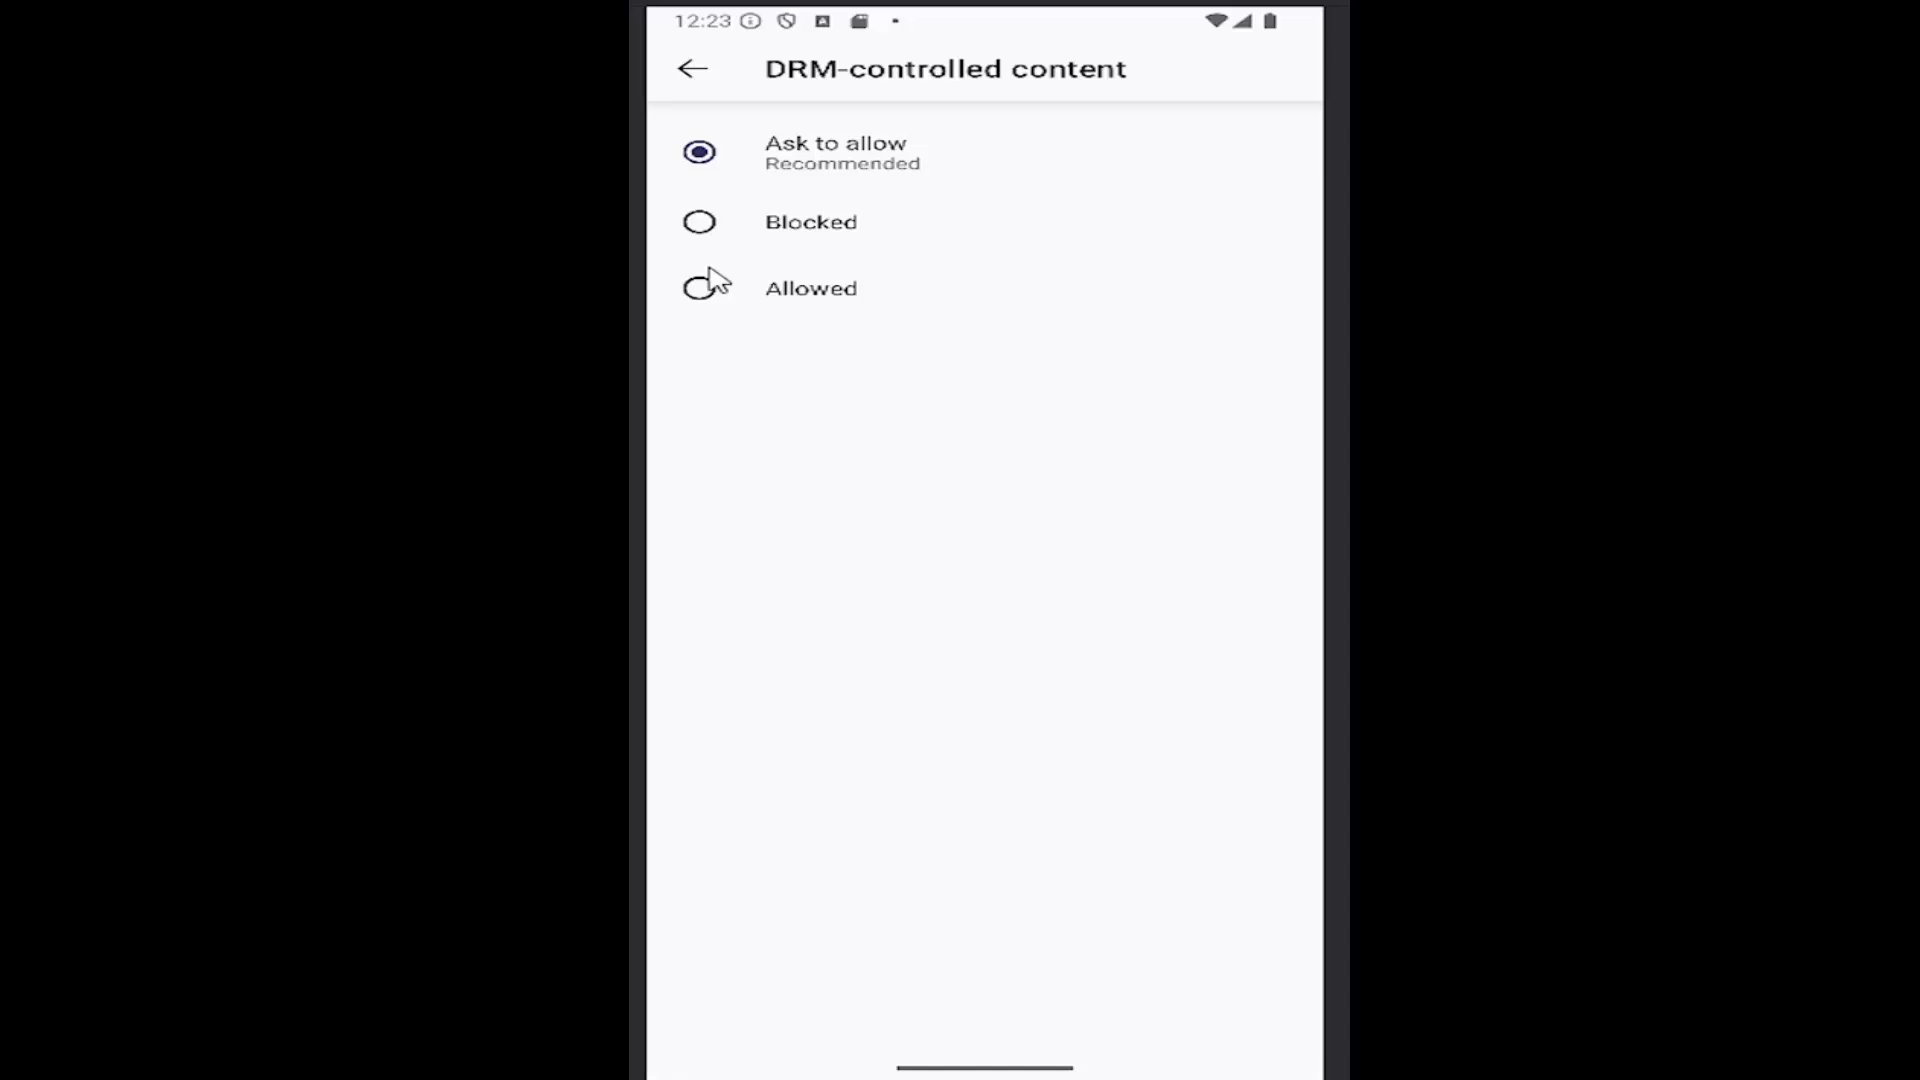 12:23
DRM-controlled content
Ask to allow
Recommended
Blocked
Allowed